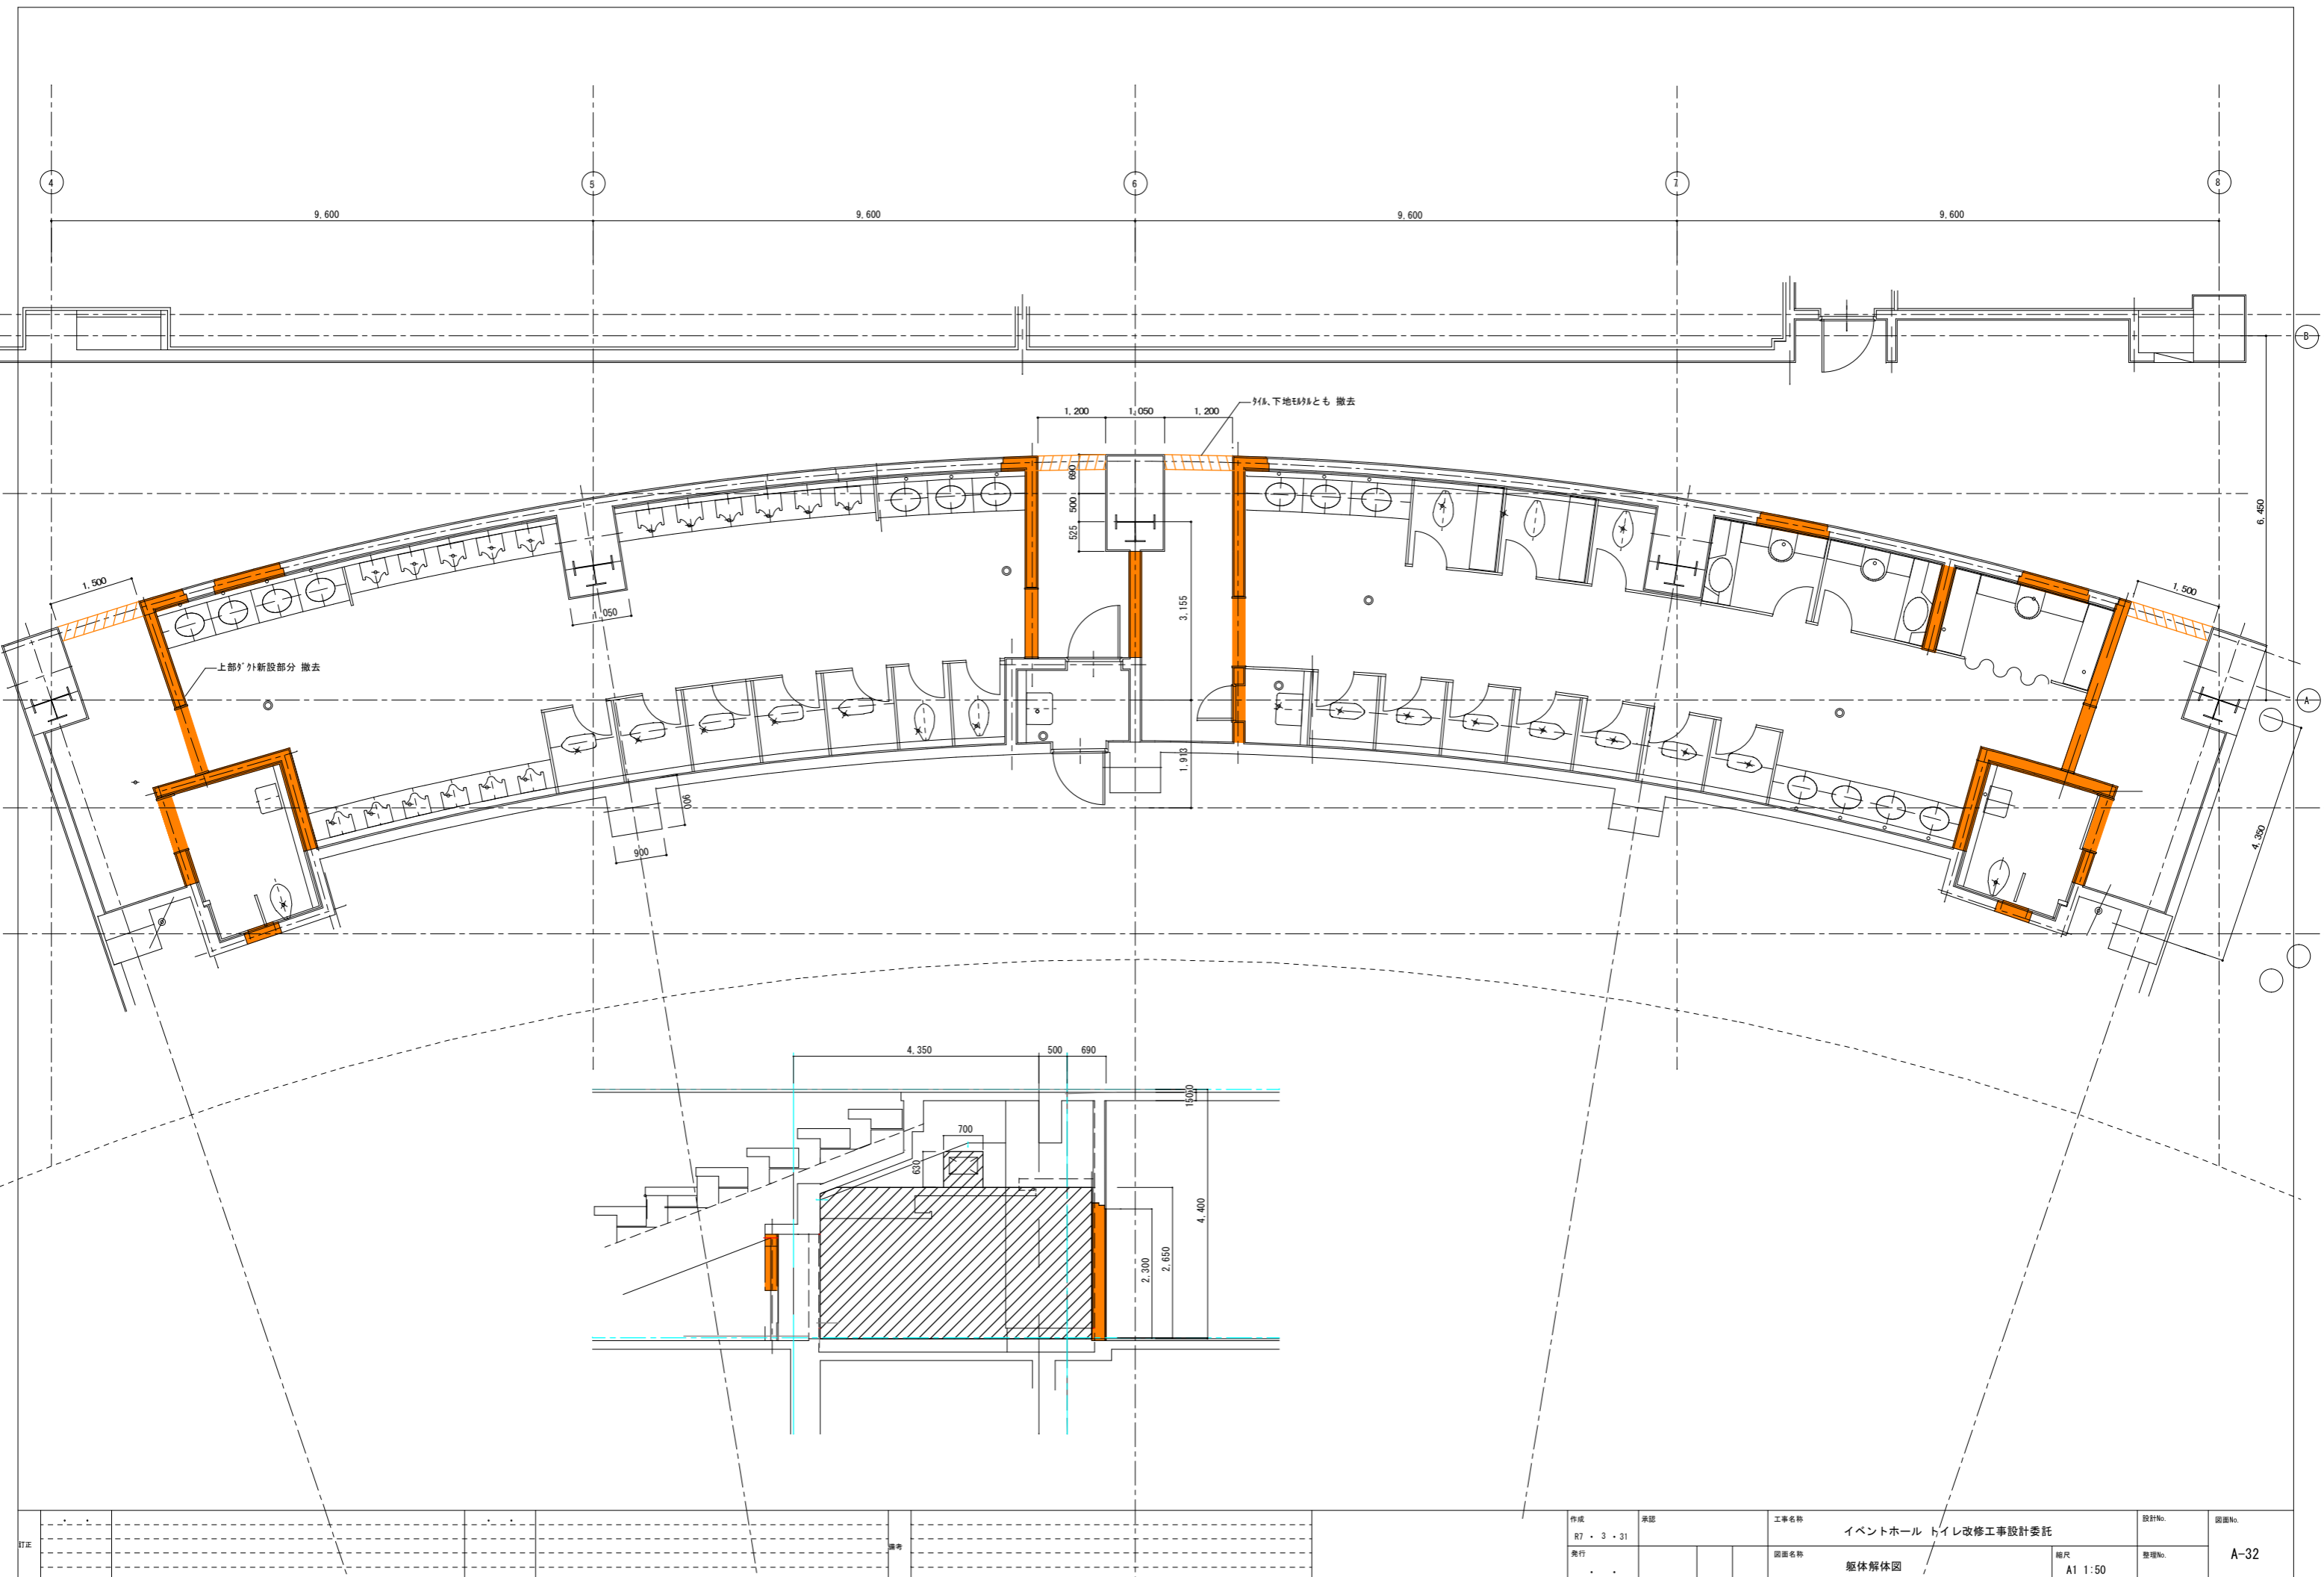 4
5
6
7
8
9,600
9,600
9,600
9,600
B
1,200
1,050
1,200
タイル、下地モルタルとも 撤去
690
500
525
6,450
1,500
1,050
3,155
1,500
上部ダクト新設部分 撤去
A
1,913
900
900
4,350
4,350
500
690
150
700
630
4,400
2,650
2,300
訂正
備考
作成
R7 ・ 3 ・31
承認
工事名称
イベントホール トイレ改修工事設計委託
設計No.
図面No.
A-32
発行
・ ・
図面名称
躯体解体図
縮尺
A1 1:50
整理No.